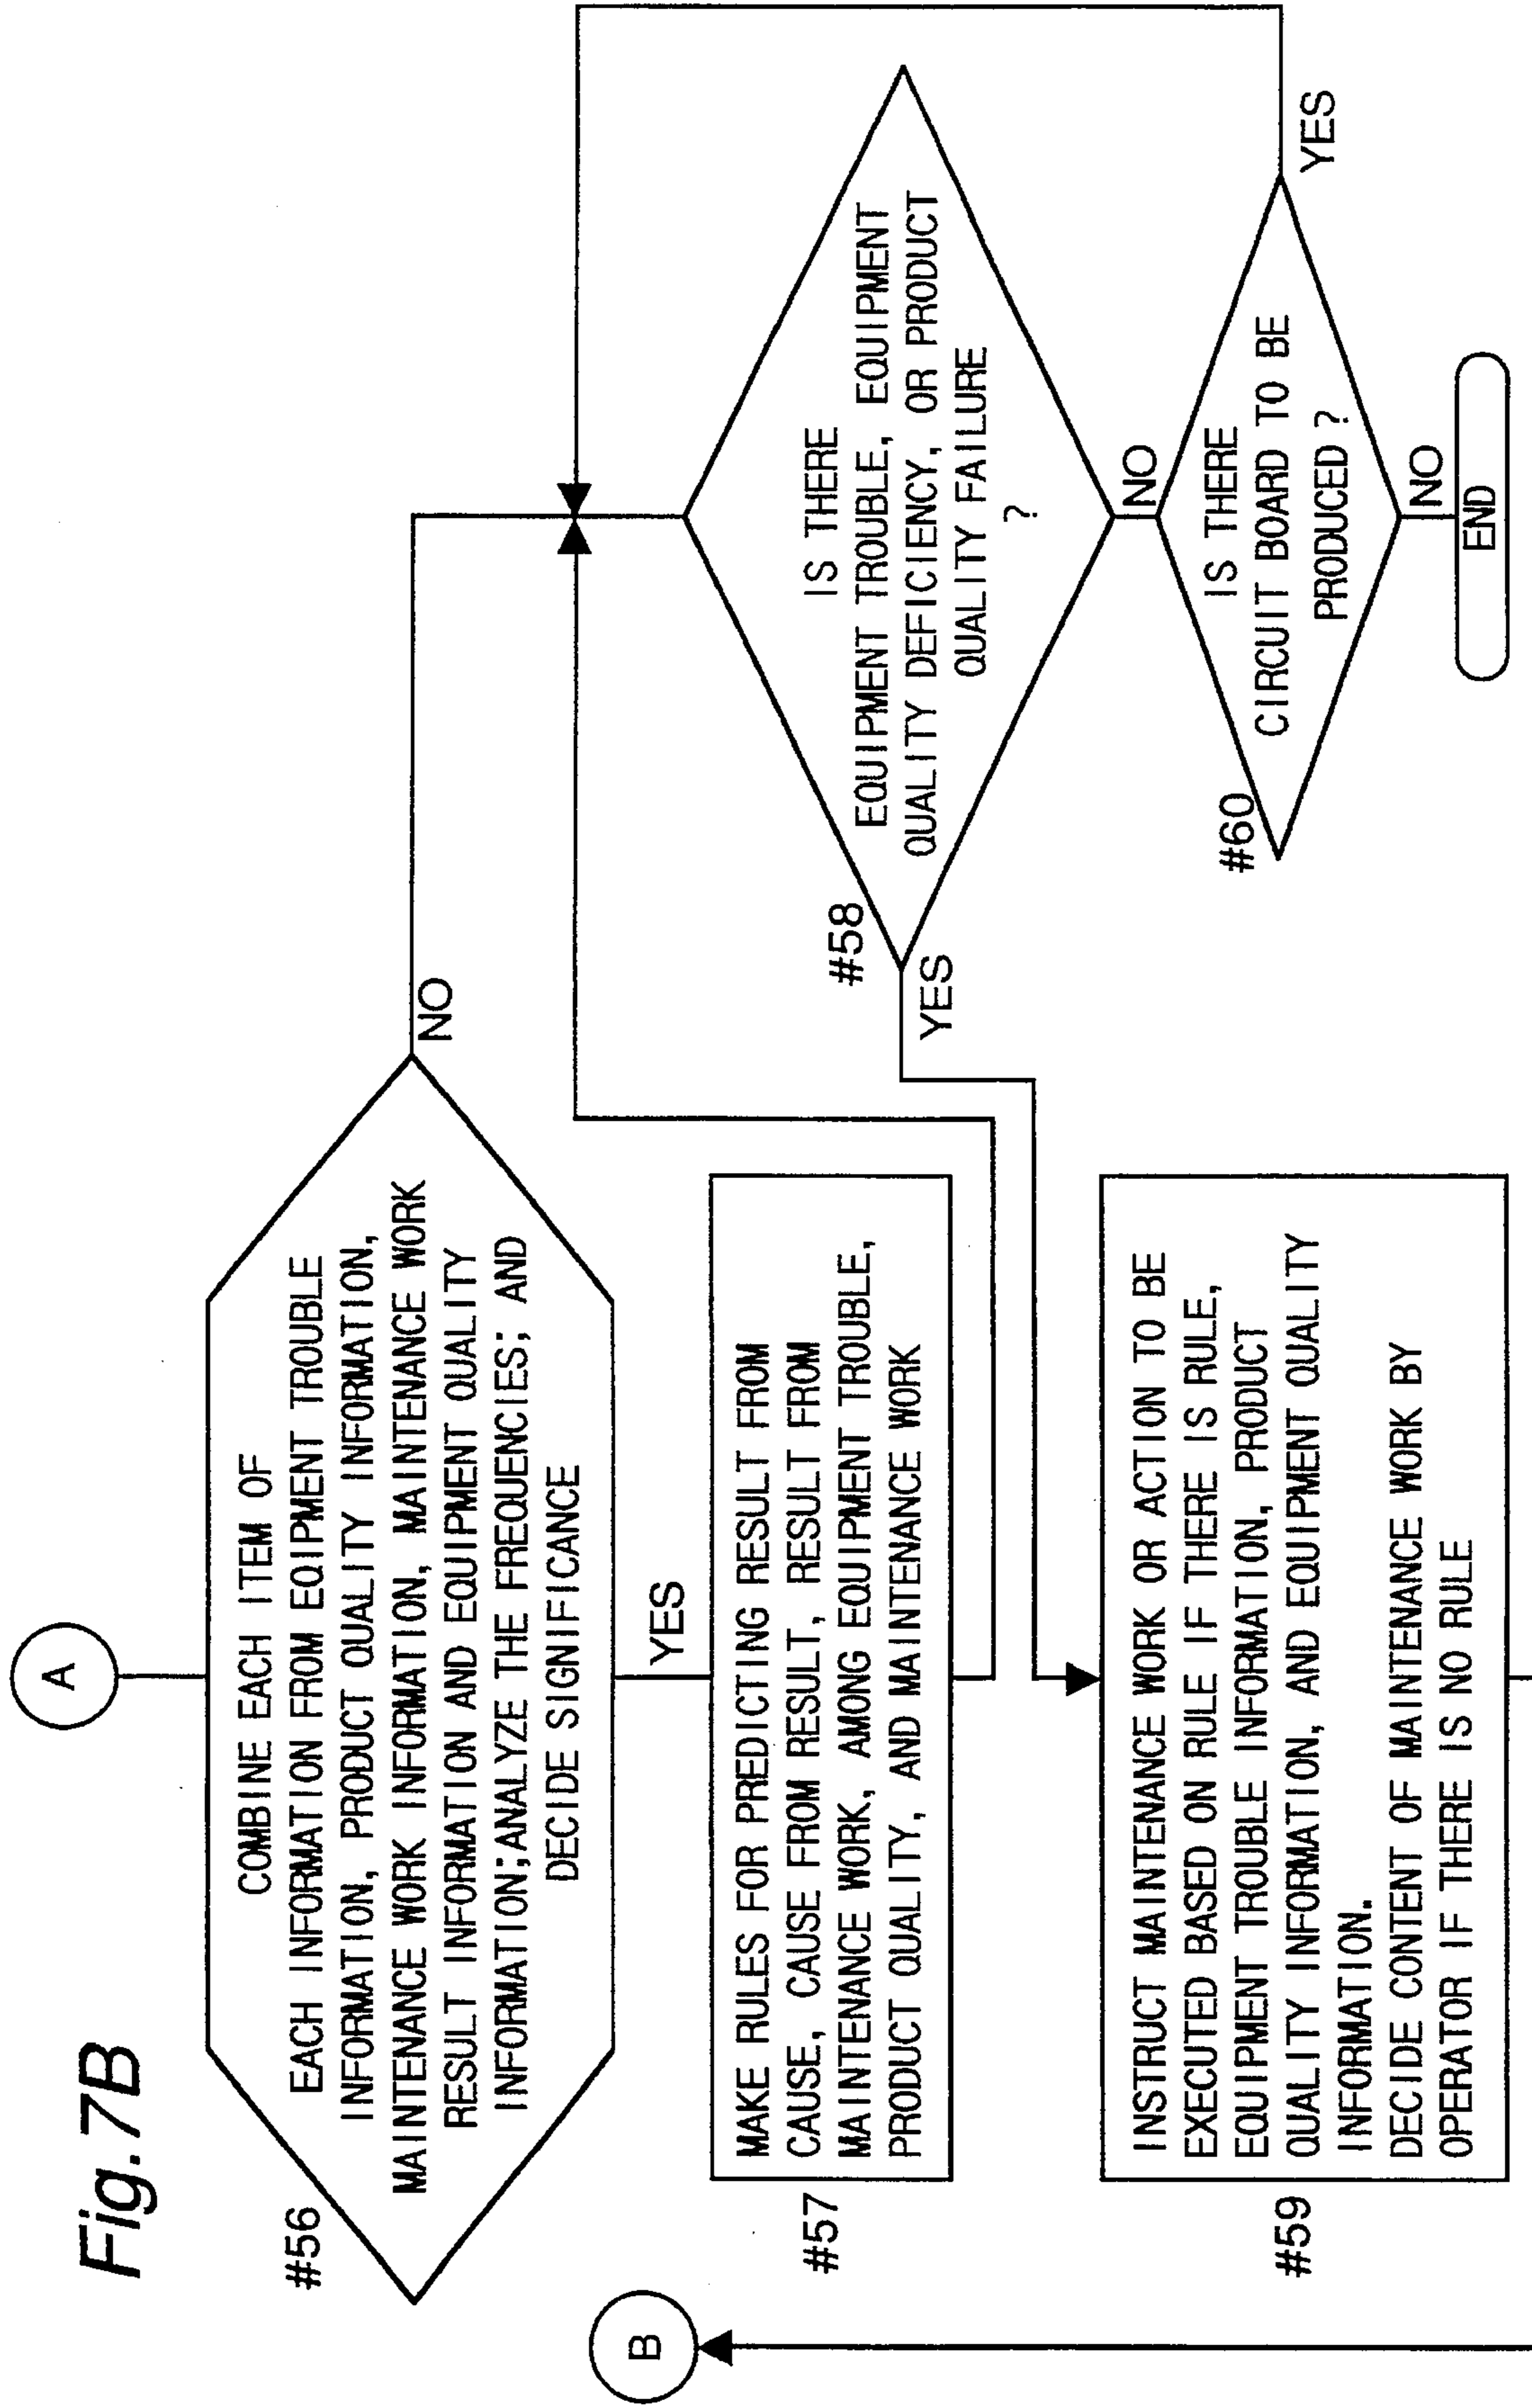 Fig.7B
A
#56
COMBINE EACH ITEM OF
EACH INFORMATION FROM EQIPMENT TROUBLE
INFORMATION, PRODUCT QUALITY INFORMATION,
MAINTENANCE WORK INFORMATION, MAINTENANCE WORK
RESULT INFORMATION AND EQUIPMENT QUALITY
INFORMATION;ANALYZE THE FREQUENCIES; AND
DECIDE SIGNIFICANCE
NO
YES
B
#57
MAKE RULES FOR PREDICTING RESULT FROM
CAUSE, CAUSE FROM RESULT, RESULT FROM
MAINTENANCE WORK, AMONG EQUIPMENT TROUBLE,
PRODUCT QUALITY, AND MAINTENANCE WORK
#58
IS THERE
EQUIPMENT TROUBLE, EQUIPMENT
QUALITY DEFICIENCY, OR PRODUCT
QUALITY FAILURE
?
YES
NO
#59
INSTRUCT MAINTENANCE WORK OR ACTION TO BE
EXECUTED BASED ON RULE IF THERE IS RULE,
EQUIPMENT TROUBLE INFORMATION, PRODUCT
QUALITY INFORMATION, AND EQUIPMENT QUALITY
INFORMATION.
DECIDE CONTENT OF MAINTENANCE WORK BY
OPERATOR IF THERE IS NO RULE
#60
IS THERE
CIRCUIT BOARD TO BE
PRODUCED ?
YES
NO
END